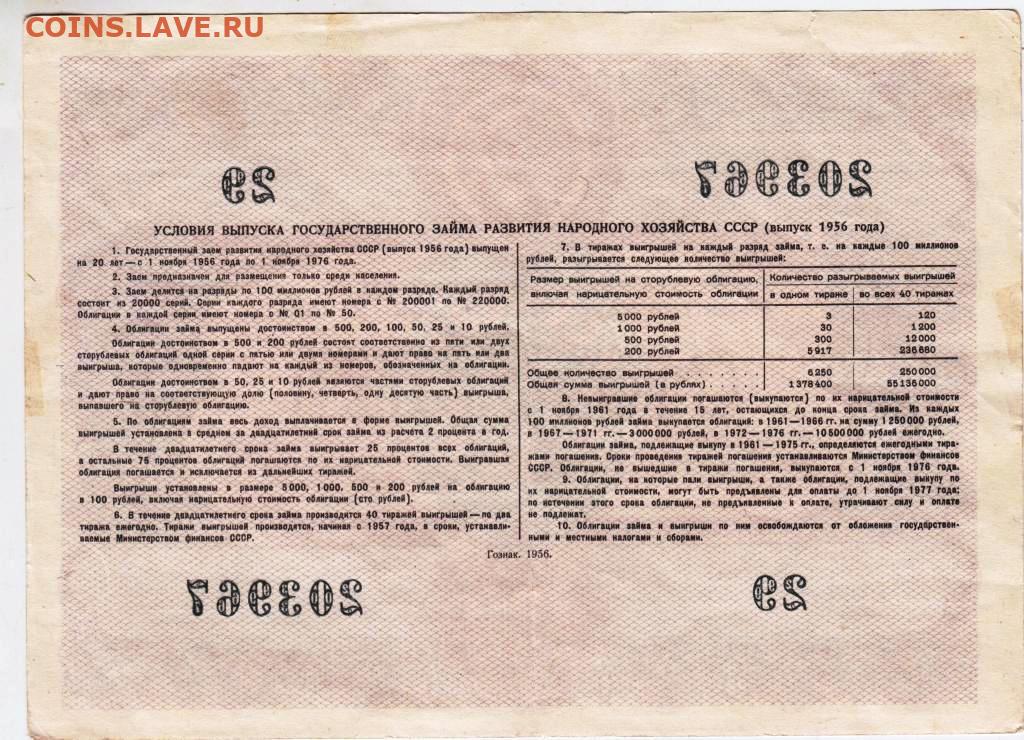 COINS.LAVE.RU
29
203967
УСЛОВИЯ ВЫПУСКА ГОСУДАРСТВЕННОГО ЗАЙМА РАЗВИТИЯ НАРОДНОГО ХОЗЯЙСТВА СССР (выпуск 1956 года)
1. Государственный заем развития народного хозяйства СССР (выпуск 1956 года) выпущен
на 20 лет — с 1 ноября 1956 года по 1 ноября 1976 года.
2. Заем предназначен для размещения только среди населения.
3. Заем делится на разряды по 100 миллионов рублей в каждом разряде. Каждый разряд
состоит из 20000 серий. Серии каждого разряда имеют номера с № 200001 по № 220000.
Облигации в каждой серии имеют номера с № 01 по № 50.
4. Облигации займа выпущены достоинством в 500, 200, 100, 50, 25 и 10 рублей.
Облигации достоинством в 500 и 200 рублей состоят соответственно из пяти или двух
сторублевых облигаций одной серии с пятью или двумя номерами и дают право на пять или два
выигрыша, которые одновременно падают на каждый из номеров, обозначенных на облигации.
Облигации достоинством в 50, 25 и 10 рублей являются частями сторублевых облигаций
и дают право на соответствующую долю (половину, четверть, одну десятую часть) выигрыша,
выпавшего на сторублевую облигацию.
5. По облигациям займа весь доход выплачивается в форме выигрышей. Общая сумма
выигрышей установлена в среднем за двадцатилетний срок займа из расчета 2 процента в год.
В течение двадцатилетнего срока займа выигрывает 25 процентов всех облигаций,
а остальные 75 процентов облигаций погашаются по их нарицательной стоимости. Выигравшая
облигация погашается и исключается из дальнейших тиражей.
Выигрыши установлены в размере 5000, 1000, 500 и 200 рублей на облигацию
в 100 рублей, включая нарицательную стоимость облигации (сто рублей).
6. В течение двадцатилетнего срока займа производится 40 тиражей выигрышей — по два
тиража ежегодно. Тиражи выигрышей производятся, начиная с 1957 года, в сроки, устанавли-
ваемые Министерством финансов СССР.
7. В тиражах выигрышей на каждый разряд займа, т. е. на каждые 100 миллионов
рублей, разыгрывается следующее количество выигрышей:
Размер выигрышей на сторублевую облигацию, включая нарицательную стоимость облигации
Количество разыгрываемых выигрышей
в одном тираже во всех 40 тиражах
5000 рублей 3 120
1000 рублей 30 1200
500 рублей 300 12000
200 рублей 5917 236680
Общее количество выигрышей . . . . . . . . 6250 250000
Общая сумма выигрышей (в рублях) . . . . . . 1378400 55136000
8. Невыигравшие облигации погашаются (выкупаются) по их нарицательной стоимости
с 1 ноября 1961 года в течение 15 лет, остающихся до конца срока займа. Из каждых
100 миллионов рублей займа выкупается облигаций: в 1961—1966 гг. на сумму 1250000 рублей,
в 1967—1971 гг. — 3000000 рублей, в 1972—1976 гг. — 10500000 рублей ежегодно.
Облигации займа, подлежащие выкупу в 1961—1975 гг., определяются ежегодными тира-
жами погашения. Сроки проведения тиражей погашения устанавливаются Министерством финансов
СССР. Облигации, не вышедшие в тиражи погашения, выкупаются с 1 ноября 1976 года.
9. Облигации, на которые пали выигрыши, а также облигации, подлежащие выкупу по
их нарицательной стоимости, могут быть предъявлены для оплаты до 1 ноября 1977 года;
по истечении этого срока облигации, не предъявленные к оплате, утрачивают силу и оплате
не подлежат.
10. Облигации займа и выигрыши по ним освобождаются от обложения государствен-
ными и местными налогами и сборами.
Гознак. 1956.
203967
29